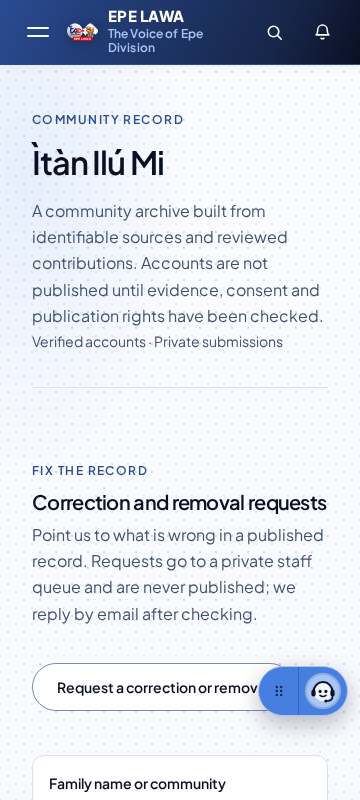 EPE LAWA
The Voice of Epe
Division
COMMUNITY RECORD
Ìtàn Ilú Mi
A community archive built from
identifiable sources and reviewed
contributions. Accounts are not
published until evidence, consent and
publication rights have been checked.
Verified accounts · Private submissions
FIX THE RECORD
Correction and removal requests
Point us to what is wrong in a published
record. Requests go to a private staff
queue and are never published; we
reply by email after checking.
Request a correction or remov
Family name or community